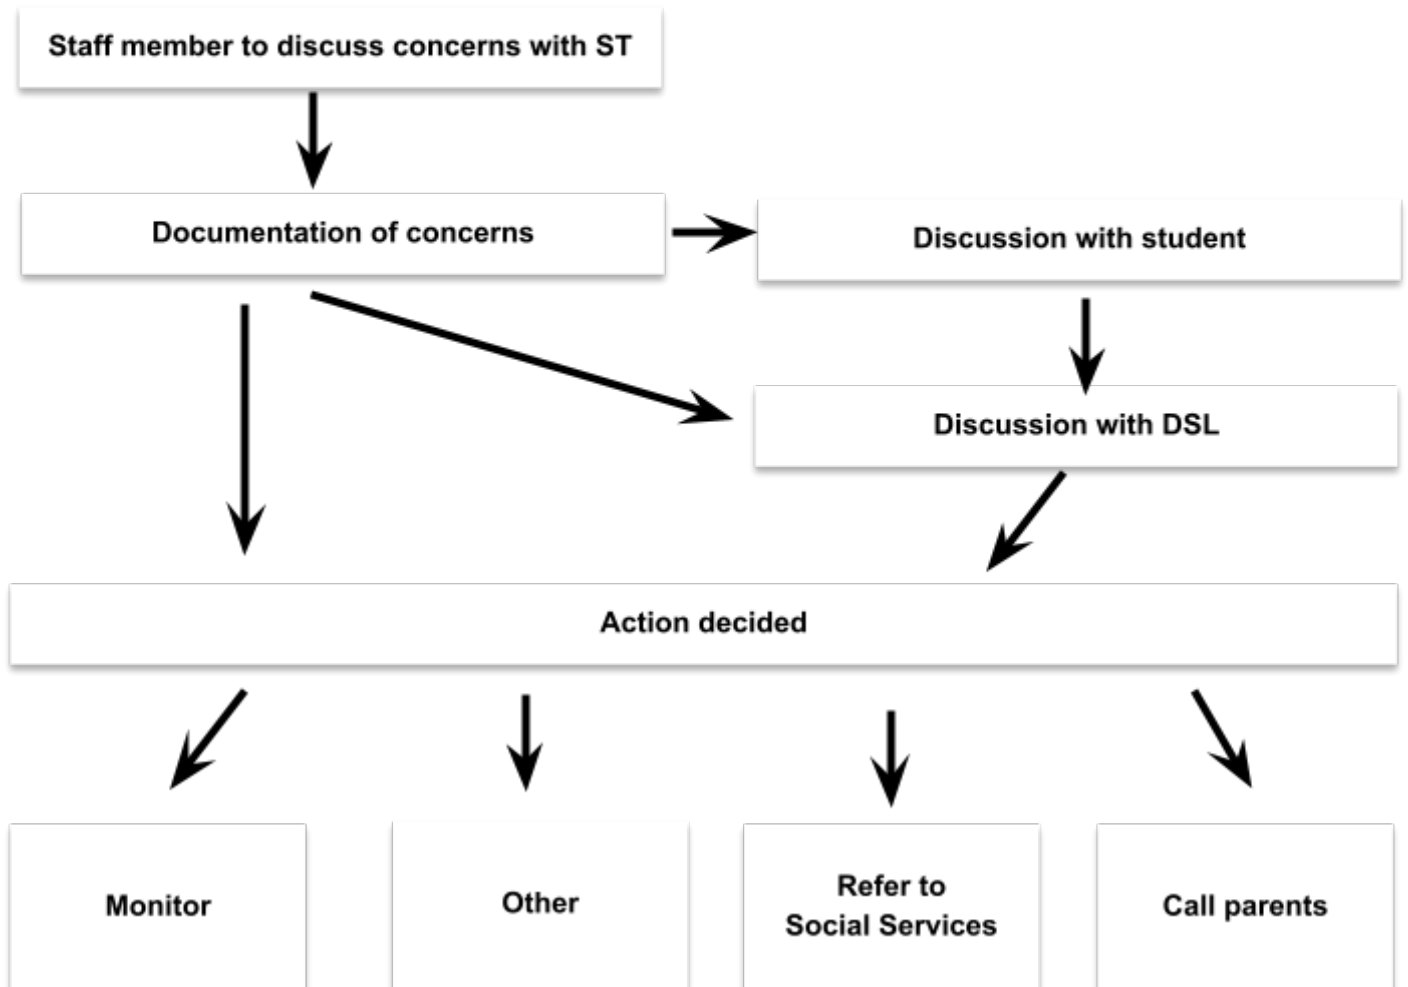 Staff member to discuss concerns with ST
Documentation of concerns
Discussion with student
Discussion with DSL
Action decided
Monitor
Other
Refer to
Social Services
Call parents